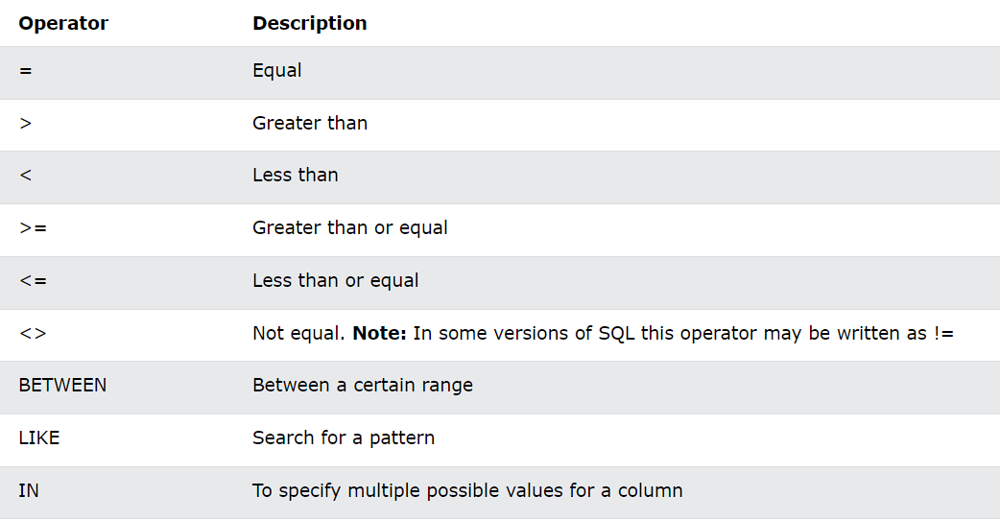 Operator Description
= Equal
> Greater than
< Less than
>= Greater than or equal
<= Less than or equal
<> Not equal. Note: In some versions of SQL this operator may be written as !=
BETWEEN Between a certain range
LIKE Search for a pattern
IN To specify multiple possible values for a column